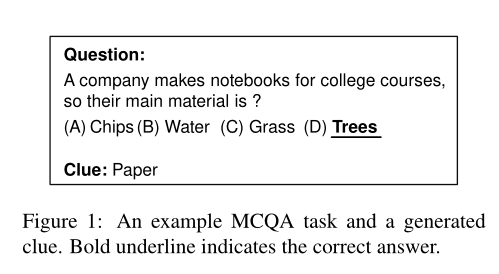 Question:
A company makes notebooks for college courses,
so their main material is ?
(A) Chips (B) Water (C) Grass (D) Trees
Clue: Paper
Figure 1: An example MCQA task and a generated
clue. Bold underline indicates the correct answer.